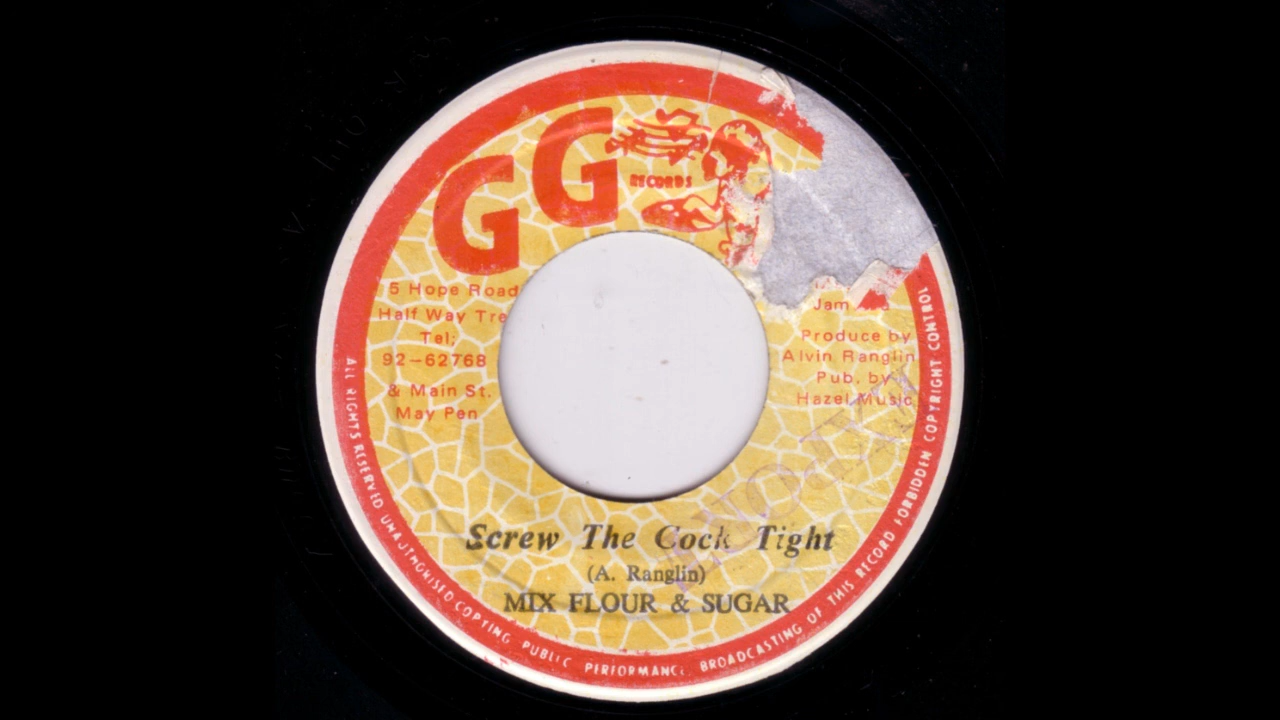 GG
RECORDS
5 Hope Road
Half Way Tre
Tel;
92-62768
& Main St.
May Pen
Jam
Produce by
Alvin Ranglin
Pub. by
Hazel Music
Screw The Cock Tight
(A. Ranglin)
MIX FLOUR & SUGAR
ALL RIGHTS RESERVED UNAUTHORISED COPYING PUBLIC PERFORMANCE BROADCASTING OF THIS RECORD FORBIDDEN COPYRIGHT CONTROL